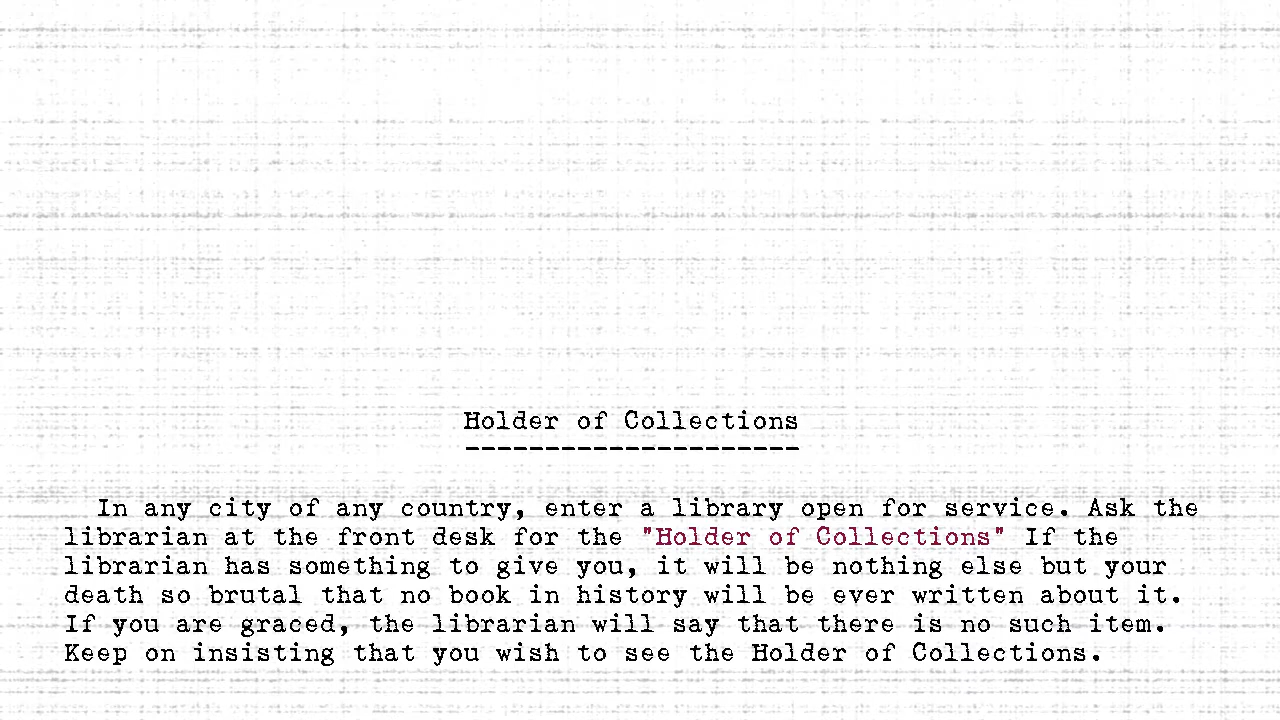 Holder of Collections
---------------------
In any city of any country, enter a library open for service. Ask the
librarian at the front desk for the "Holder of Collections" If the
librarian has something to give you, it will be nothing else but your
death so brutal that no book in history will be ever written about it.
If you are graced, the librarian will say that there is no such item.
Keep on insisting that you wish to see the Holder of Collections.